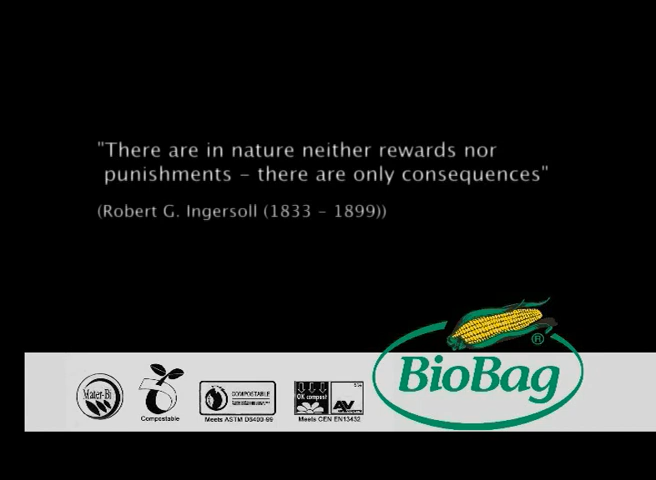 "There are in nature neither rewards nor
punishments - there are only consequences"
(Robert G. Ingersoll (1833 - 1899))
BioBag®
Mater-Bi
Compostable
COMPOSTABLE
Meets ASTM D6400-99
OK compost
AV
Meets CEN EN13432